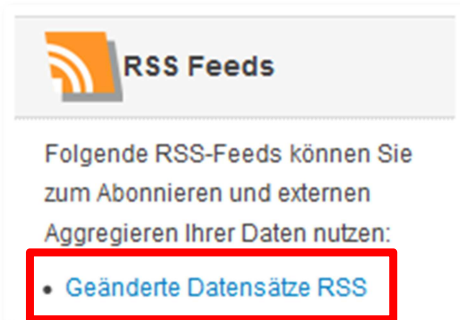 RSS Feeds
Folgende RSS-Feeds können Sie
zum Abonnieren und externen
Aggregieren Ihrer Daten nutzen:
• Geänderte Datensätze RSS